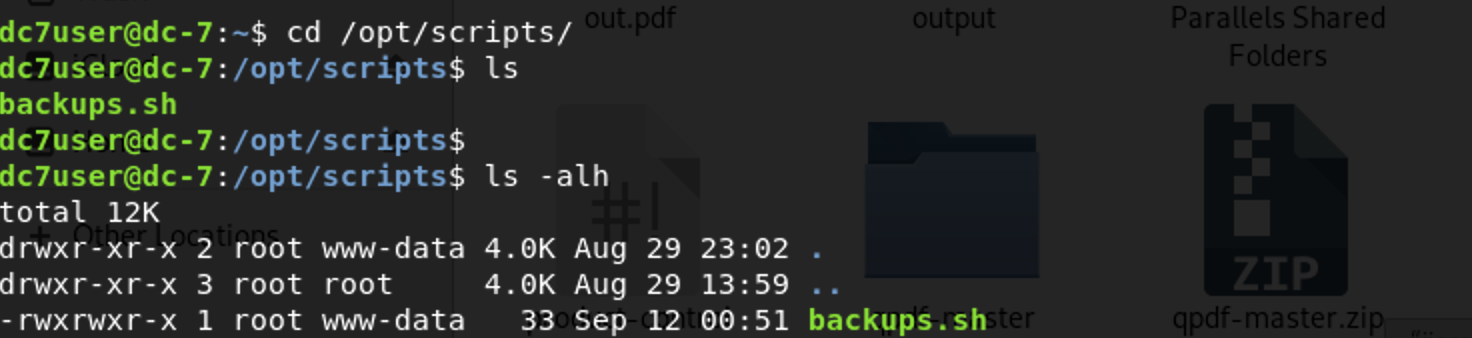 dc7user@dc-7:~$ cd /opt/scripts/
dc7user@dc-7:/opt/scripts$ ls
backups.sh
dc7user@dc-7:/opt/scripts$
dc7user@dc-7:/opt/scripts$ ls -alh
total 12K
drwxr-xr-x 2 root www-data 4.0K Aug 29 23:02 .
drwxr-xr-x 3 root root     4.0K Aug 29 13:59 ..
-rwxrwxr-x 1 root www-data   33 Sep 12 00:51 backups.sh
out.pdf
output
Parallels Shared
Folders
Other Locations
ZIP
qpdf-master
qpdf-master.zip